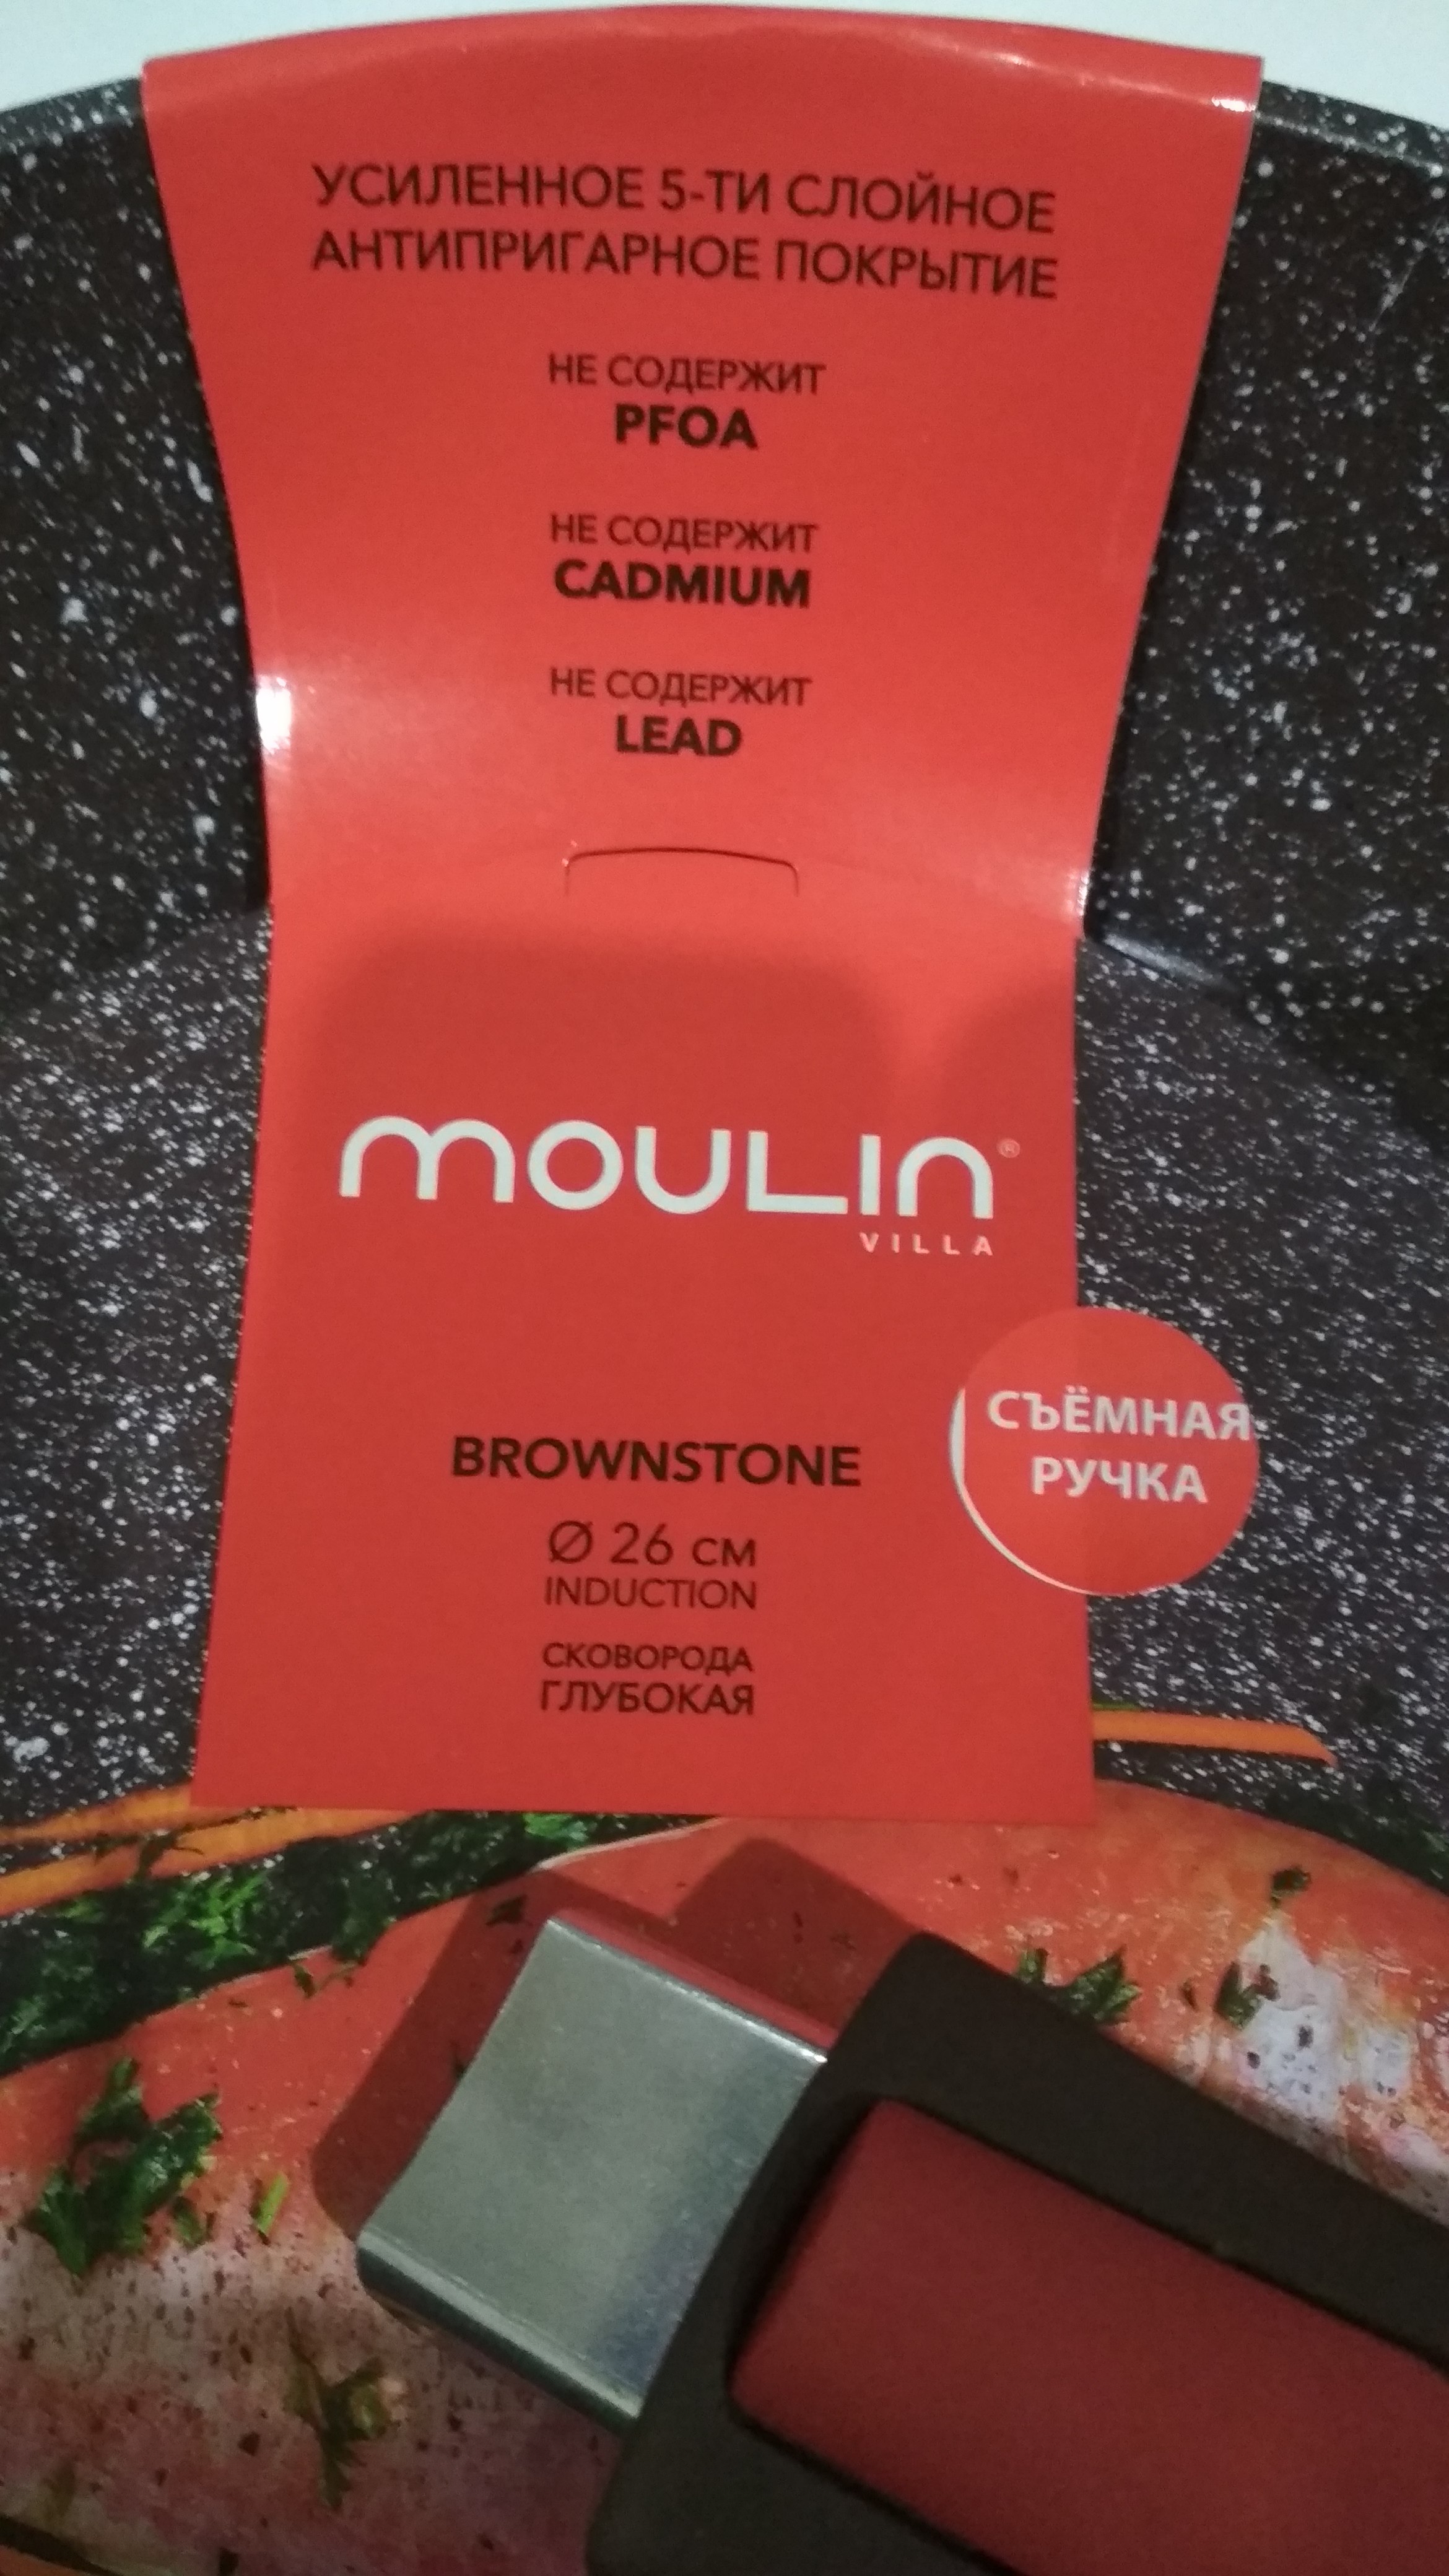 УСИЛЕННОЕ 5-ТИ СЛОЙНОЕ
АНТИПРИГАРНОЕ ПОКРЫТИЕ
НЕ СОДЕРЖИТ
PFOA
НЕ СОДЕРЖИТ
CADMIUM
НЕ СОДЕРЖИТ
LEAD
MOULIN®
VILLA
СЪЁМНАЯ
РУЧКА
BROWNSTONE
Ø 26 СМ
INDUCTION
СКОВОРОДА
ГЛУБОКАЯ